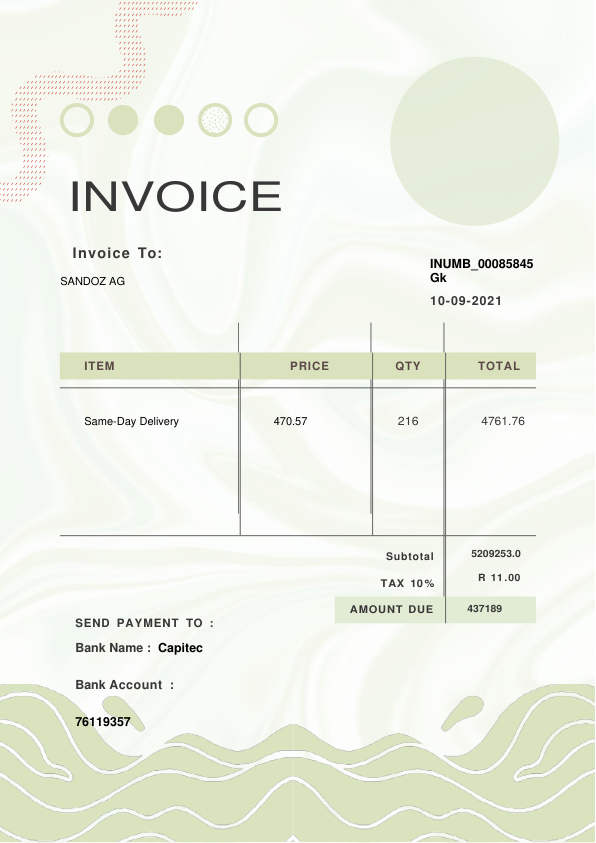 INVOICE
Invoice To:
SANDOZ AG
INUMB_00085845
Gk
10-09-2021
ITEM PRICE QTY TOTAL
Same-Day Delivery 470.57 216 4761.76
Subtotal 5209253.0
TAX 10% R 11.00
AMOUNT DUE 437189
SEND PAYMENT TO :
Bank Name : Capitec
Bank Account :
76119357